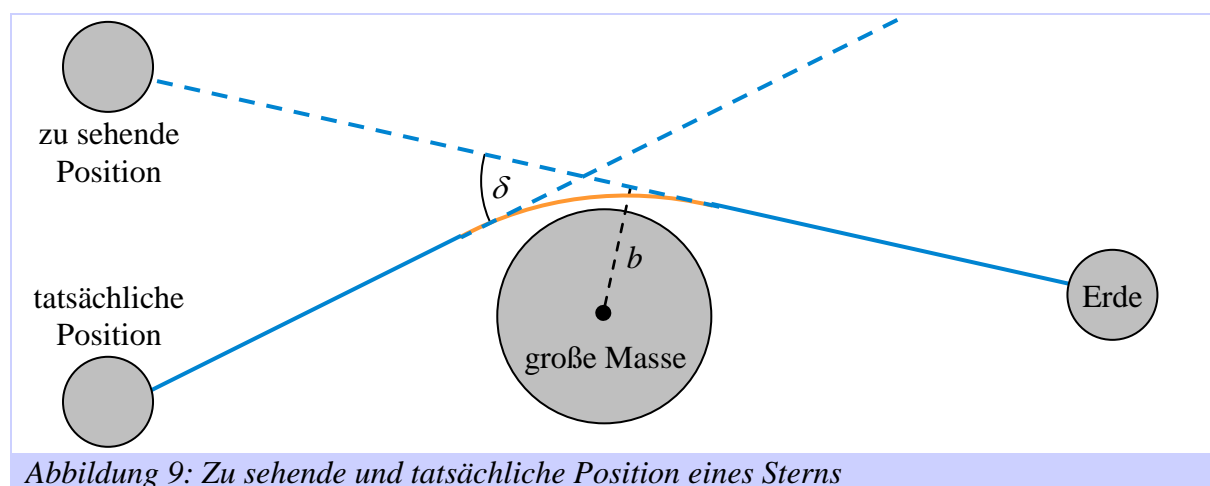 zu sehende
Position
δ
b
tatsächliche
Position
Erde
große Masse
Abbildung 9: Zu sehende und tatsächliche Position eines Sterns